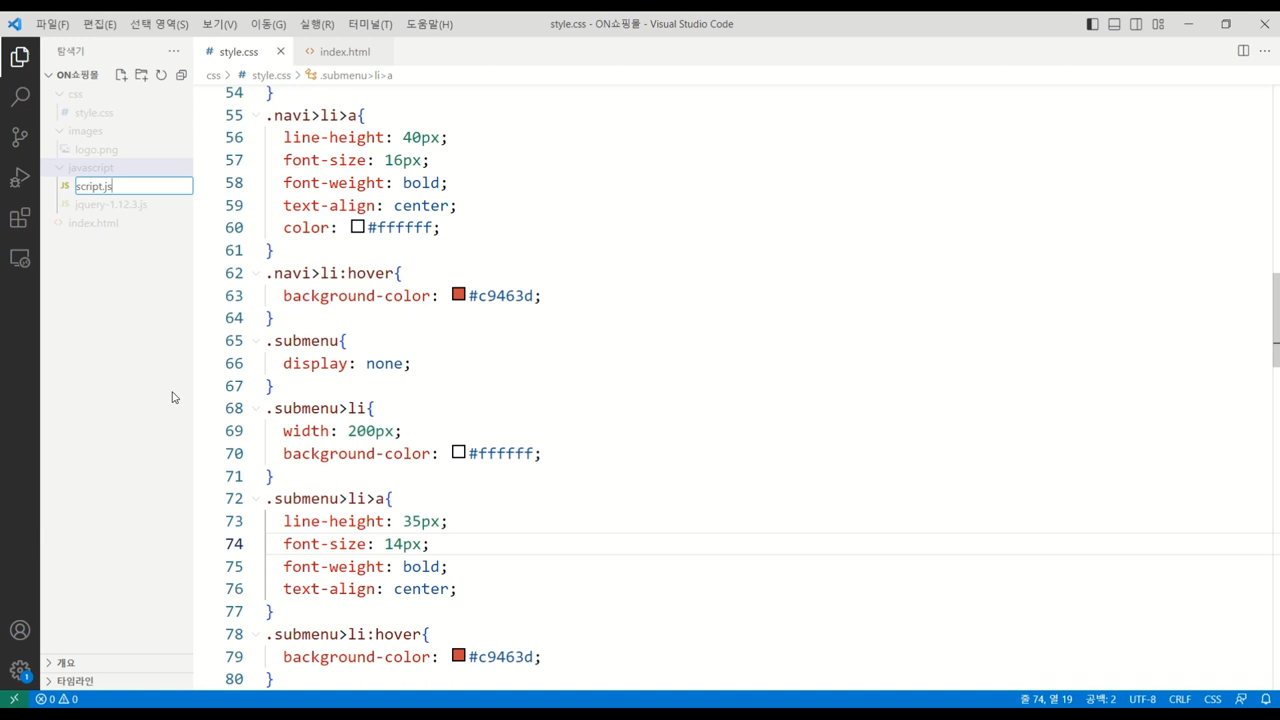 파일(F) 편집(E) 선택 영역(S) 보기(V) 이동(G) 실행(R) 터미널(T) 도움말(H) style.css - ON쇼핑몰 - Visual Studio Code
탐색기 ···
# style.css × <> index.html
ON쇼핑몰
css > # style.css > .submenu>li>a
css
# style.css
images
logo.png
javascript
JS script.js
JS jquery-1.12.3.js
<> index.html
54 }
55 .navi>li>a{
56 line-height: 40px;
57 font-size: 16px;
58 font-weight: bold;
59 text-align: center;
60 color: #ffffff;
61 }
62 .navi>li:hover{
63 background-color: #c9463d;
64 }
65 .submenu{
66 display: none;
67 }
68 .submenu>li{
69 width: 200px;
70 background-color: #ffffff;
71 }
72 .submenu>li>a{
73 line-height: 35px;
74 font-size: 14px;
75 font-weight: bold;
76 text-align: center;
77 }
78 .submenu>li:hover{
79 background-color: #c9463d;
80 }
개요
타임라인
1
0 0 줄 74, 열 19 공백: 2 UTF-8 CRLF CSS